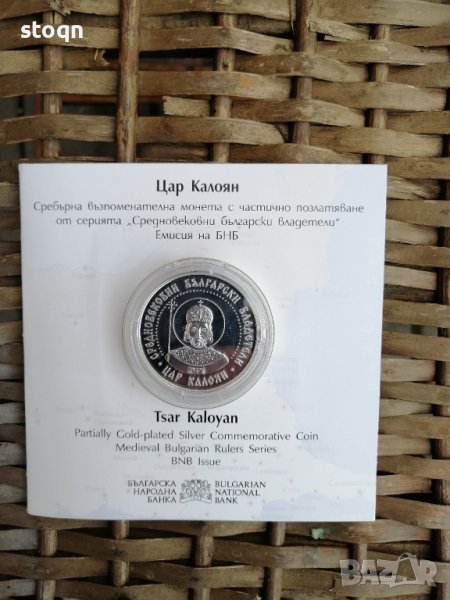 stoqn
Цар Калоян
Сребърна възпоменателна монета с частично позлатяване
от серията „Средновековни български владетели“
Емисия на БНБ
СРЕДНОВЕКОВНИ БЪЛГАРСКИ ВЛАДЕТЕЛИ
ЦАР КАЛОЯН
Tsar Kaloyan
Partially Gold-plated Silver Commemorative Coin
Medieval Bulgarian Rulers Series
BNB Issue
БЪЛГАРСКА
НАРОДНА
БАНКА
BULGARIAN
NATIONAL
BANK
BAZAR